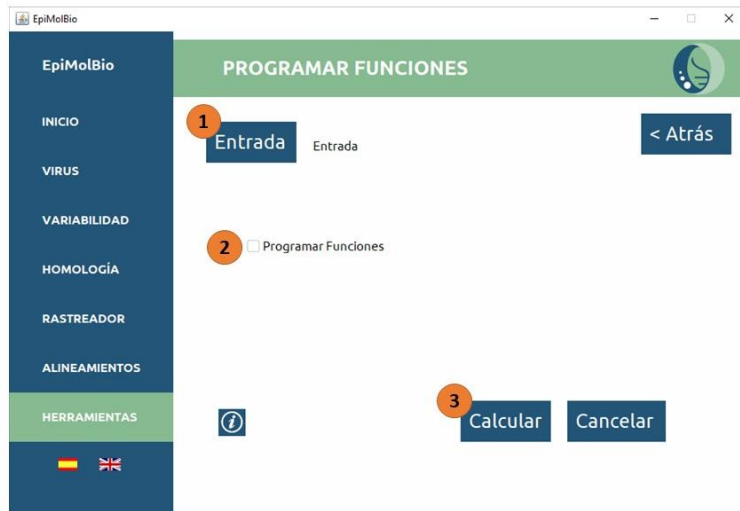 EpiMolBio
EpiMolBio
PROGRAMAR FUNCIONES
INICIO
VIRUS
VARIABILIDAD
HOMOLOGÍA
RASTREADOR
ALINEAMIENTOS
HERRAMIENTAS
1
Entrada
Entrada
< Atrás
2
Programar Funciones
i
3
Calcular
Cancelar